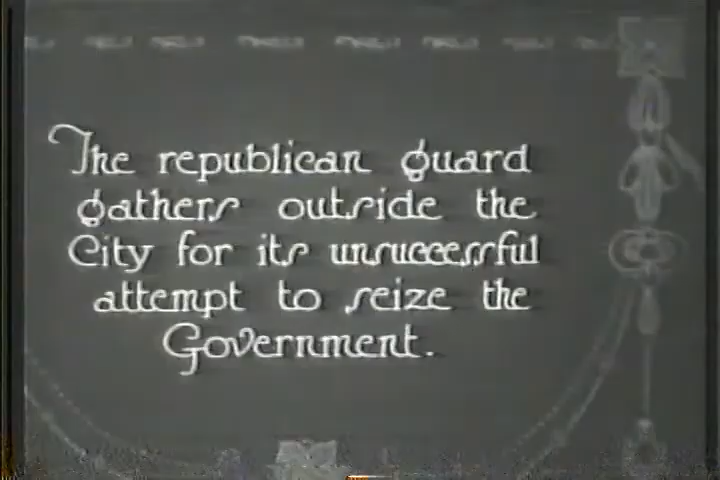 The republican guard
gathers outside the
City for its unsuccessful
attempt to seize the
Government.